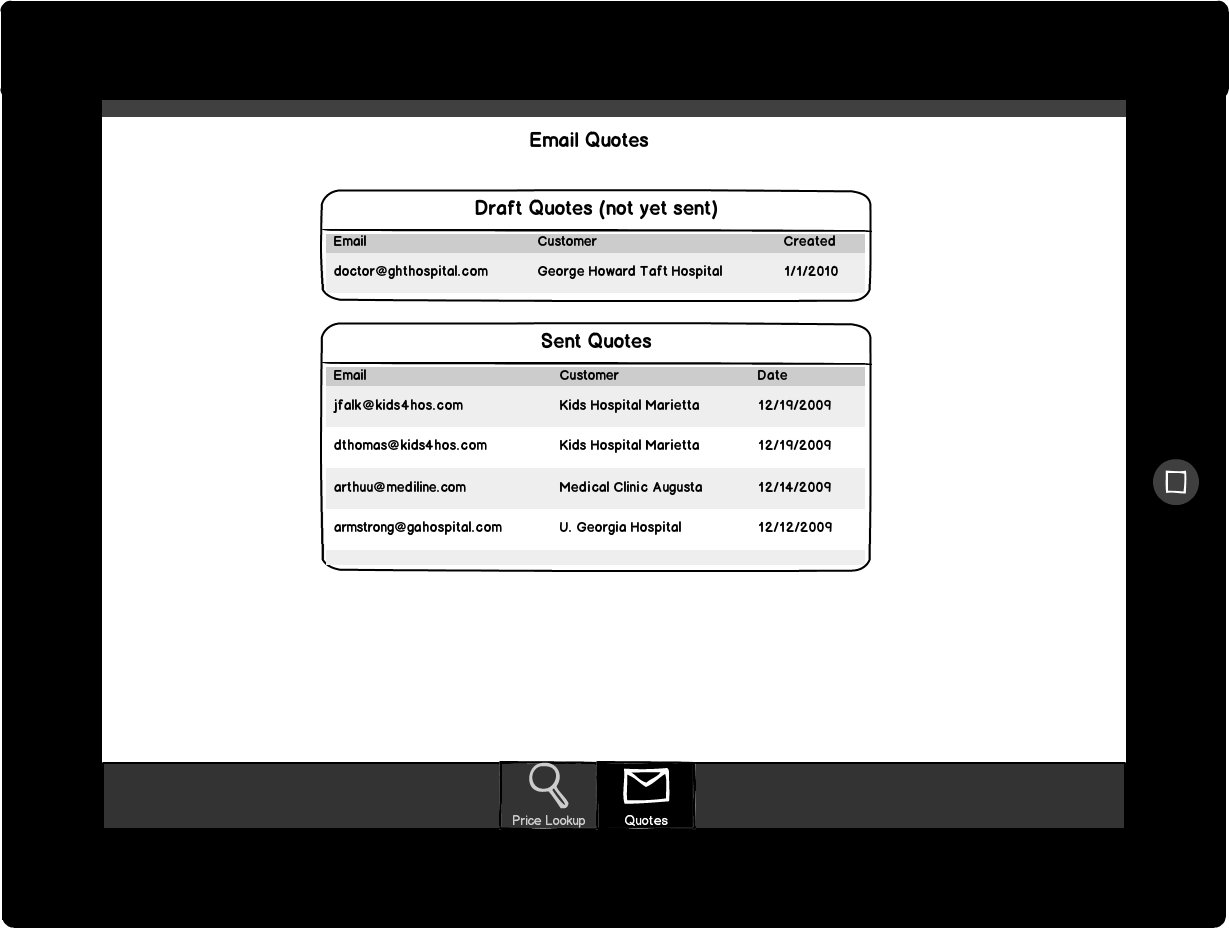 Email Quotes
Draft Quotes (not yet sent)
Email Customer Created
doctor@ghthospital.com George Howard Taft Hospital 1/1/2010
Sent Quotes
Email Customer Date
jfalk@kids4hos.com Kids Hospital Marietta 12/19/2009
dthomas@kids4hos.com Kids Hospital Marietta 12/19/2009
arthuu@mediline.com Medical Clinic Augusta 12/14/2009
armstrong@gahospital.com U. Georgia Hospital 12/12/2009
Price Lookup Quotes